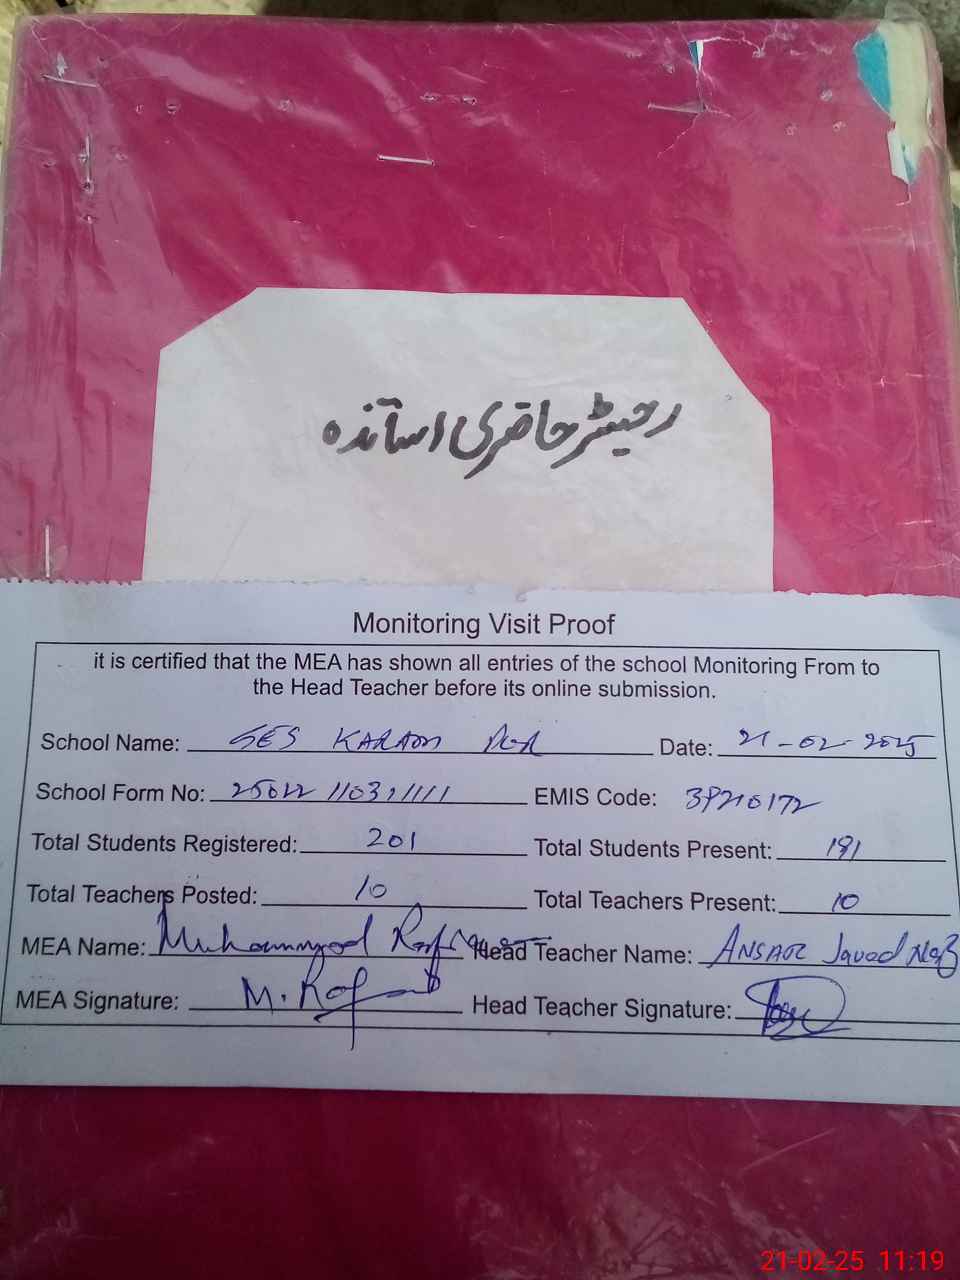 رجسٹر حاضری اساتذہ
Monitoring Visit Proof
it is certified that the MEA has shown all entries of the school Monitoring From to
the Head Teacher before its online submission.
School Name: GES KARAM PUR Date: 21-02-2025
School Form No: EMIS Code: 38210172
Total Students Registered: 201 Total Students Present: 191
Total Teachers Posted: 10 Total Teachers Present: 10
MEA Name: Muhammad Head Teacher Name: ANSAR Javed
MEA Signature: M. Head Teacher Signature:
21-02-25 11:19